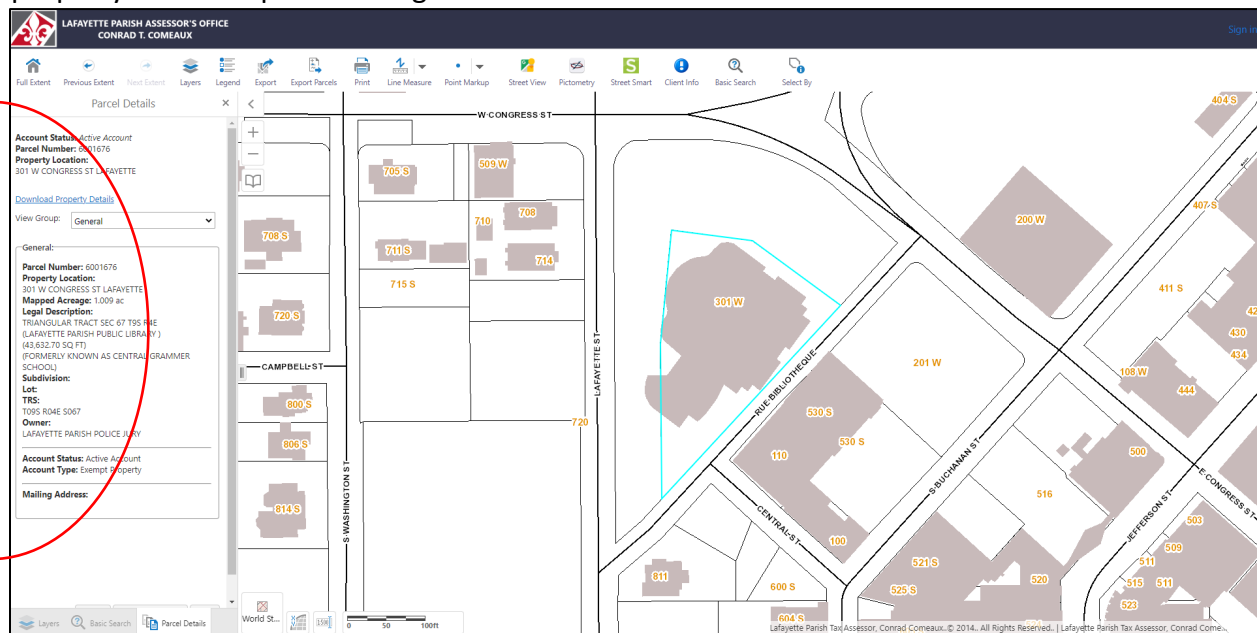 LAFAYETTE PARISH ASSESSOR'S OFFICE
CONRAD T. COMEAUX
Sign in
Full Extent
Previous Extent
Next Extent
Layers
Legend
Export
Export Parcels
Print
Line Measure
Point Markup
Street View
Pictometry
Street Smart
Client Info
Basic Search
Select By
Parcel Details
Account Status: Active Account
Parcel Number: 6001676
Property Location:
301 W CONGRESS ST LAFAYETTE
Download Property Details
View Group: General
General:
Parcel Number: 6001676
Property Location:
301 W CONGRESS ST LAFAYETTE
Mapped Acreage: 1.009 ac
Legal Description:
TRIANGULAR TRACT SEC 67 T9S R4E
(LAFAYETTE PARISH PUBLIC LIBRARY )
(43,632.70 SQ FT)
(FORMERLY KNOWN AS CENTRAL GRAMMER
SCHOOL)
Subdivision:
Lot:
TRS:
T09S R04E S067
Owner:
LAFAYETTE PARISH POLICE JURY
Account Status: Active Account
Account Type: Exempt Property
Mailing Address:
Layers
Basic Search
Parcel Details
W CONGRESS ST
404 S
705 S
509 W
407 S
708 S
710
708
200 W
711 S
714
715 S
411 S
301 W
720 S
430
434
LAFAYETTE ST
RUE BIBLIOTHEQUE
201 W
108 W
CAMPBELL ST
444
800 S
530 S
720
806 S
530 S
110
500
S WASHINGTON ST
S BUCHANAN ST
E CONGRESS ST
516
814 S
CENTRAL ST
JEFFERSON ST
503
100
509
511
521 S
811
520
515
511
600 S
525 S
523
604 S
World St...
0 50 100ft
Lafayette Parish Tax Assessor, Conrad Comeaux..© 2014.. All Rights Reserved.. | Lafayette Parish Tax Assessor, Conrad Come...